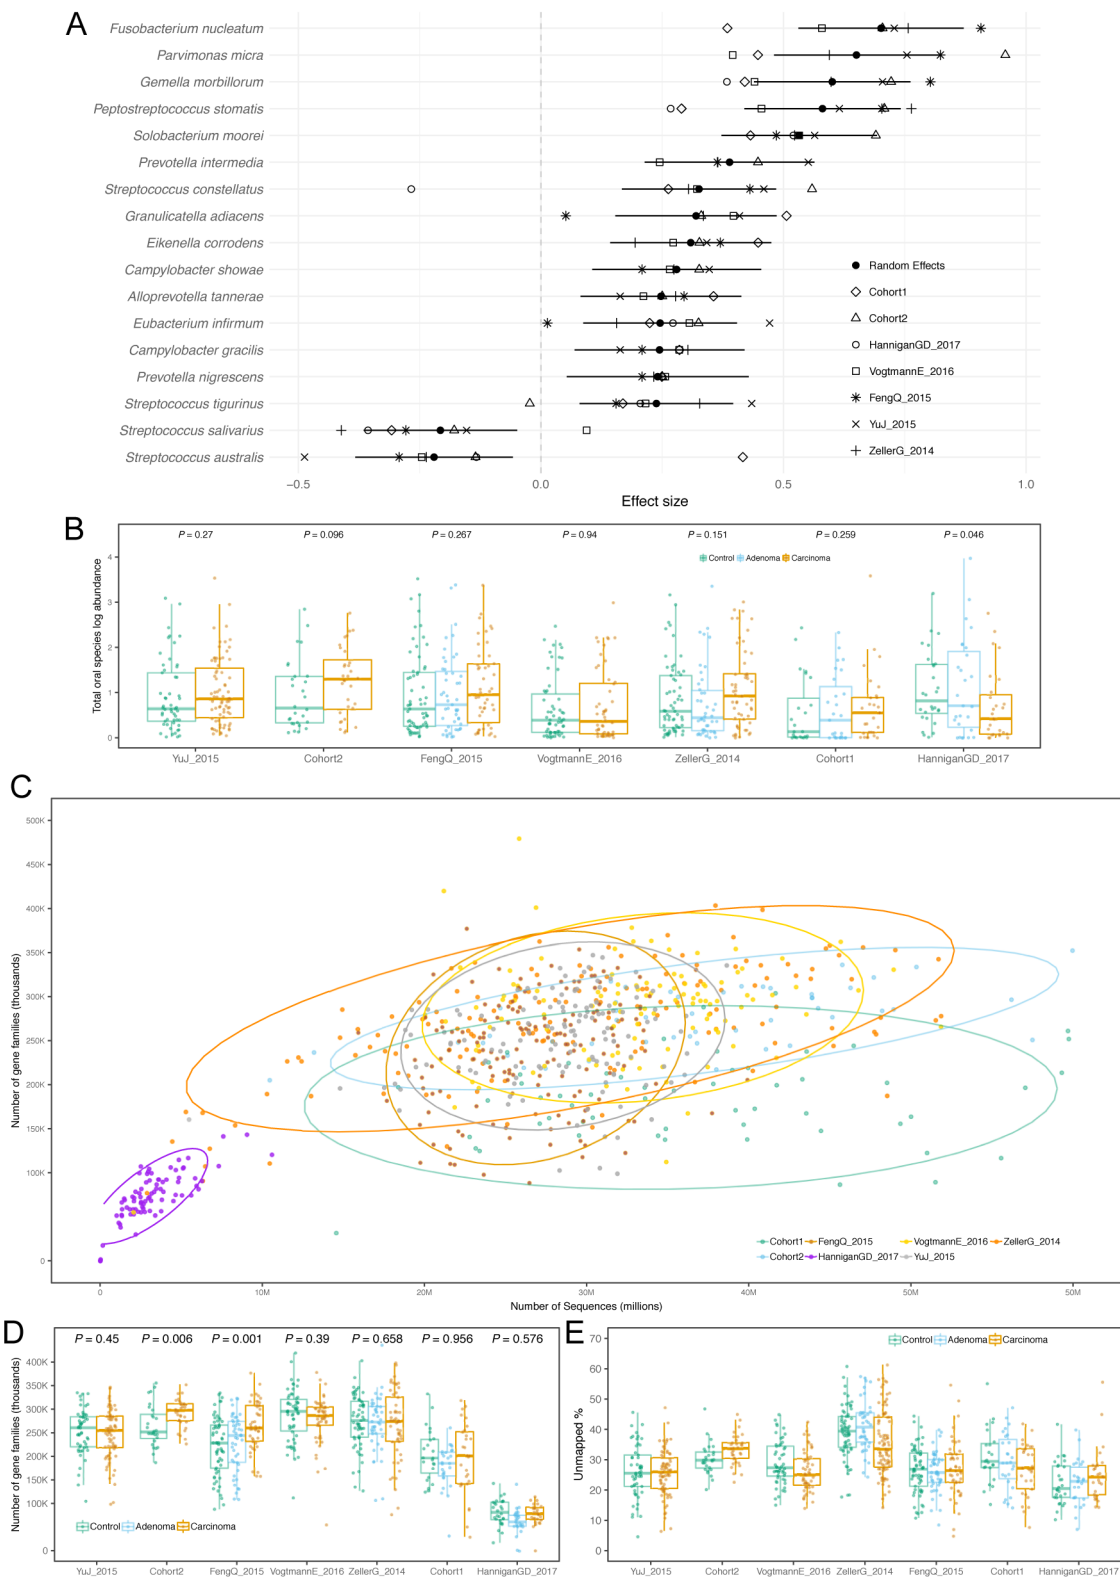 A
Fusobacterium nucleatum
Parvimonas micra
Gemella morbillorum
Peptostreptococcus stomatis
Solobacterium moorei
Prevotella intermedia
Streptococcus constellatus
Granulicatella adiacens
Eikenella corrodens
Campylobacter showae
Alloprevotella tannerae
Eubacterium infirmum
Campylobacter gracilis
Prevotella nigrescens
Streptococcus tigurinus
Streptococcus salivarius
Streptococcus australis
Random Effects
Cohort1
Cohort2
HanniganGD_2017
VogtmannE_2016
FengQ_2015
YuJ_2015
ZellerG_2014
−0.5 0.0 0.5 1.0
Effect size
B
P = 0.27 P = 0.096 P = 0.267 P = 0.94 P = 0.151 P = 0.259 P = 0.046
Control Adenoma Carcinoma
Total oral species log abundance
4
3
2
1
0
YuJ_2015 Cohort2 FengQ_2015 VogtmannE_2016 ZellerG_2014 Cohort1 HanniganGD_2017
C
Number of gene families (thousands)
500K
450K
400K
350K
300K
250K
200K
150K
100K
0
Cohort1 FengQ_2015 VogtmannE_2016 ZellerG_2014
Cohort2 HanniganGD_2017 YuJ_2015
0 10M 20M 30M 40M 50M
Number of Sequences (millions)
D
P = 0.45 P = 0.006 P = 0.001 P = 0.39 P = 0.658 P = 0.956 P = 0.576
Number of gene families (thousands)
400K
350K
300K
250K
200K
150K
100K
0
Control Adenoma Carcinoma
YuJ_2015 Cohort2 FengQ_2015 VogtmannE_2016 ZellerG_2014 Cohort1 HanniganGD_2017
E
Control Adenoma Carcinoma
Unmapped %
70
60
50
40
30
20
10
0
YuJ_2015 Cohort2 VogtmannE_2016 ZellerG_2014 FengQ_2015 Cohort1 HanniganGD_2017